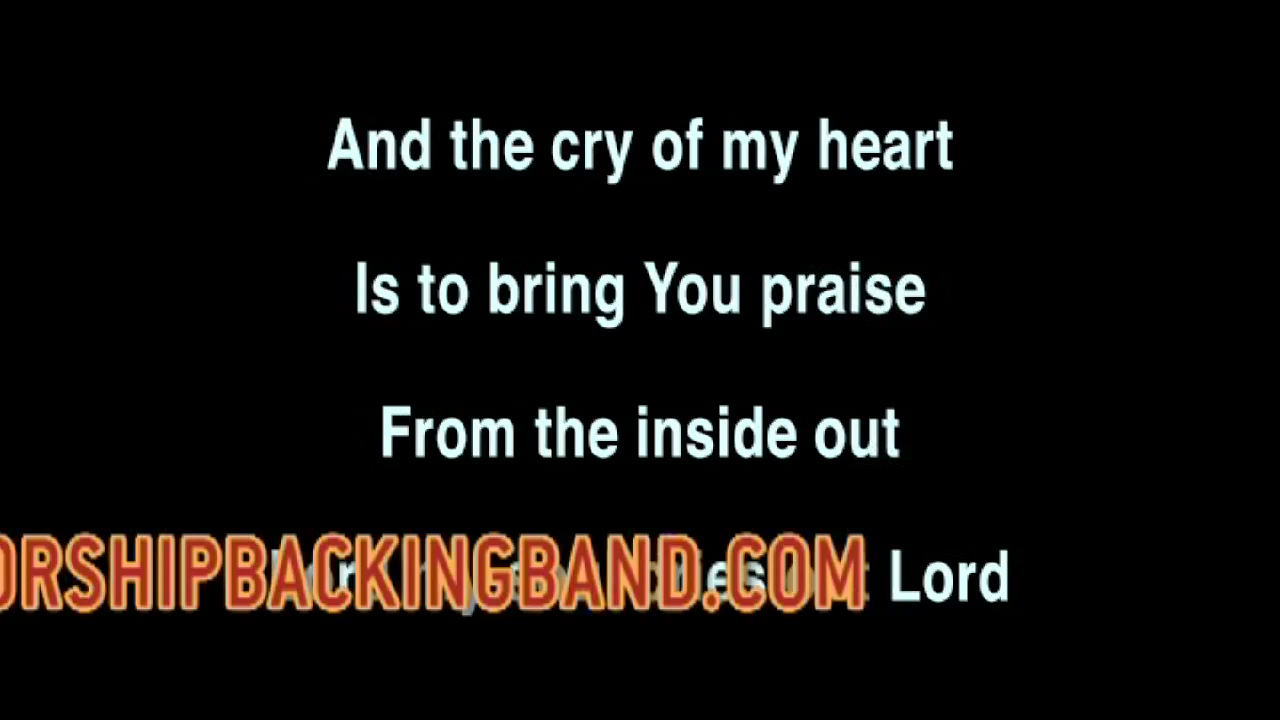 And the cry of my heart
Is to bring You praise
From the inside out
Lord
ORSHIPBACKINGBAND.COM